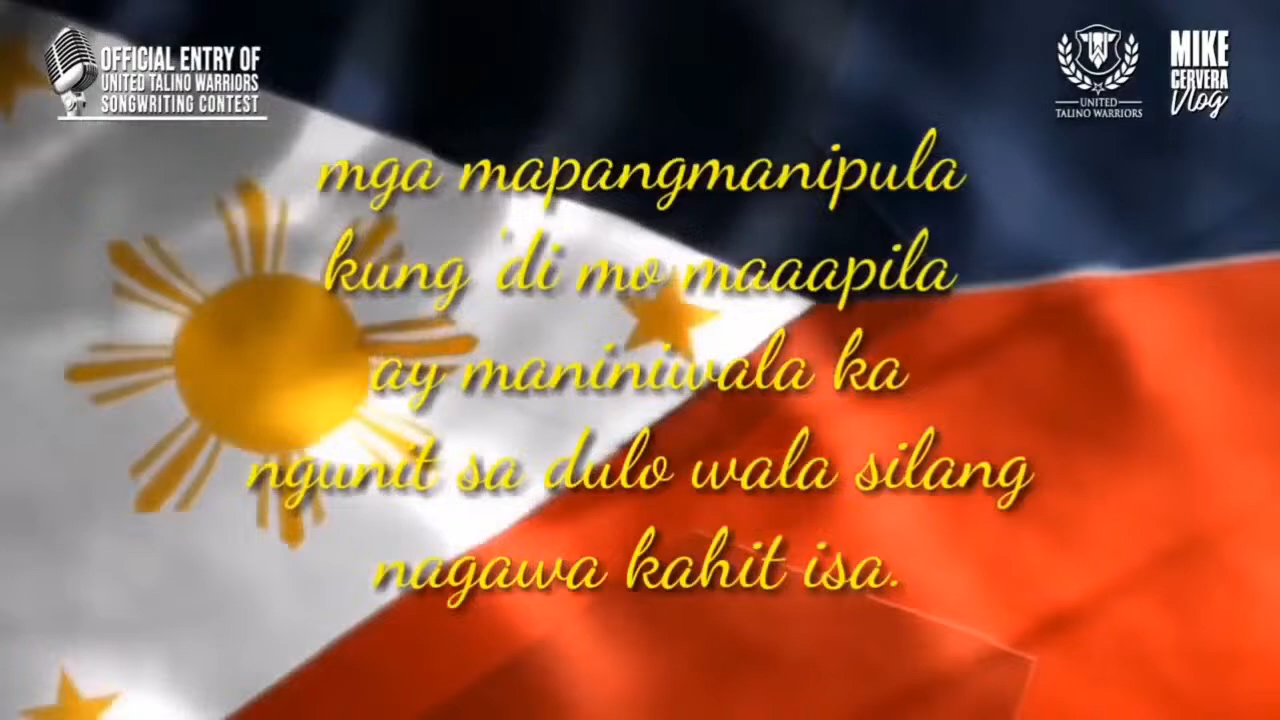 OFFICIAL ENTRY OF
UNITED TALINO WARRIORS
SONGWRITING CONTEST
UNITED
TALINO WARRIORS
MIKE
CERVERA
Vlog
mga mapangmanipula
kung 'di mo maaapila
ay maniniwala ka
ngunit sa dulo wala silang
nagawa kahit isa.